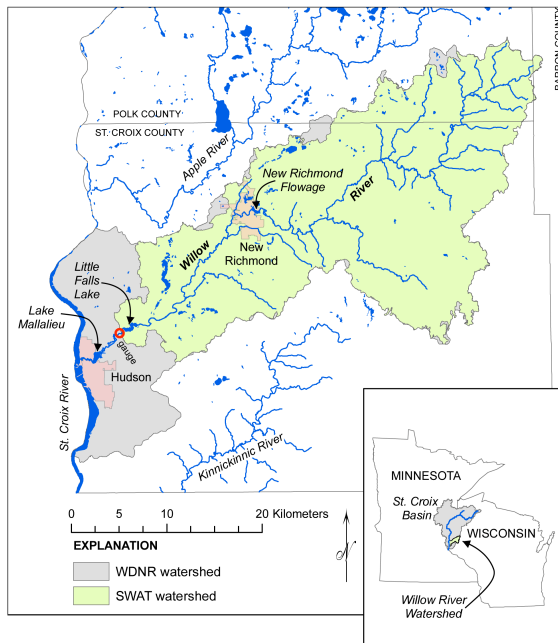 BARRON COUNTY
POLK COUNTY
ST. CROIX COUNTY
Apple River
New Richmond
Flowage
River
Willow
New
Richmond
Little
Falls
Lake
Lake
Mallalieu
gauge
Hudson
St. Croix River
Kinnickinnic River
0 5 10 20 Kilometers
N
EXPLANATION
WDNR watershed
SWAT watershed
MINNESOTA
St. Croix
Basin
WISCONSIN
Willow River
Watershed